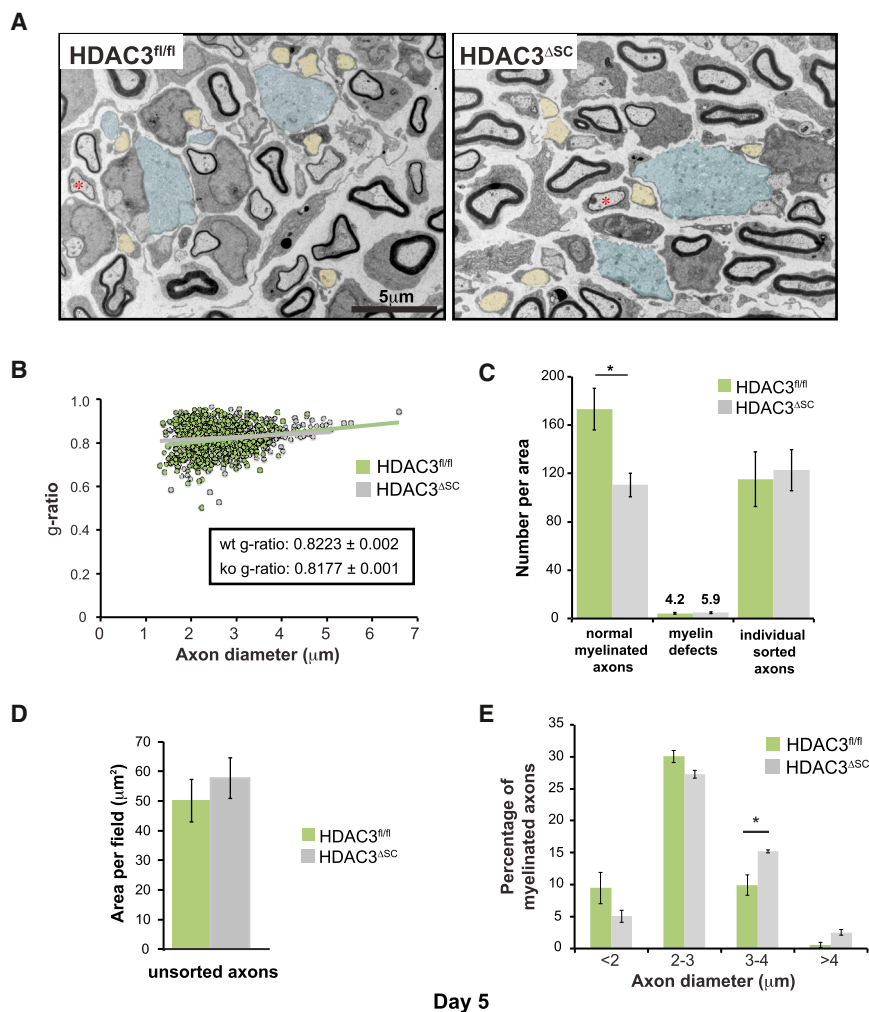 A
HDAC3fl/fl
HDAC3ΔSC
*
*
5μm
B
1.0
0.8
0.6
0.4
0.2
0
g-ratio
HDAC3fl/fl
HDAC3ΔSC
wt g-ratio: 0.8223 ± 0.002
ko g-ratio: 0.8177 ± 0.001
0 1 2 3 4 5 6 7
Axon diameter (μm)
C
200
160
120
80
40
0
Number per area
*
HDAC3fl/fl
HDAC3ΔSC
4.2 5.9
normal
myelinated
axons
myelin
defects
individual
sorted
axons
D
70
60
50
40
30
20
10
0
Area per field (μm²)
HDAC3fl/fl
HDAC3ΔSC
unsorted axons
E
35
30
25
20
15
10
5
0
Percentage of
myelinated axons
HDAC3fl/fl
HDAC3ΔSC
*
<2 2-3 3-4 >4
Axon diameter (μm)
Day 5